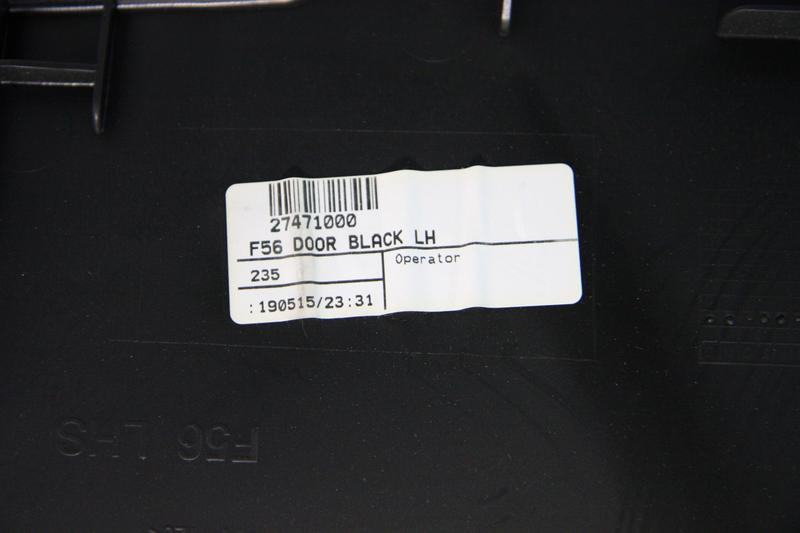 27471000
F56 DOOR BLACK LH
235
Operator
:190515/23:31
F56 LHS